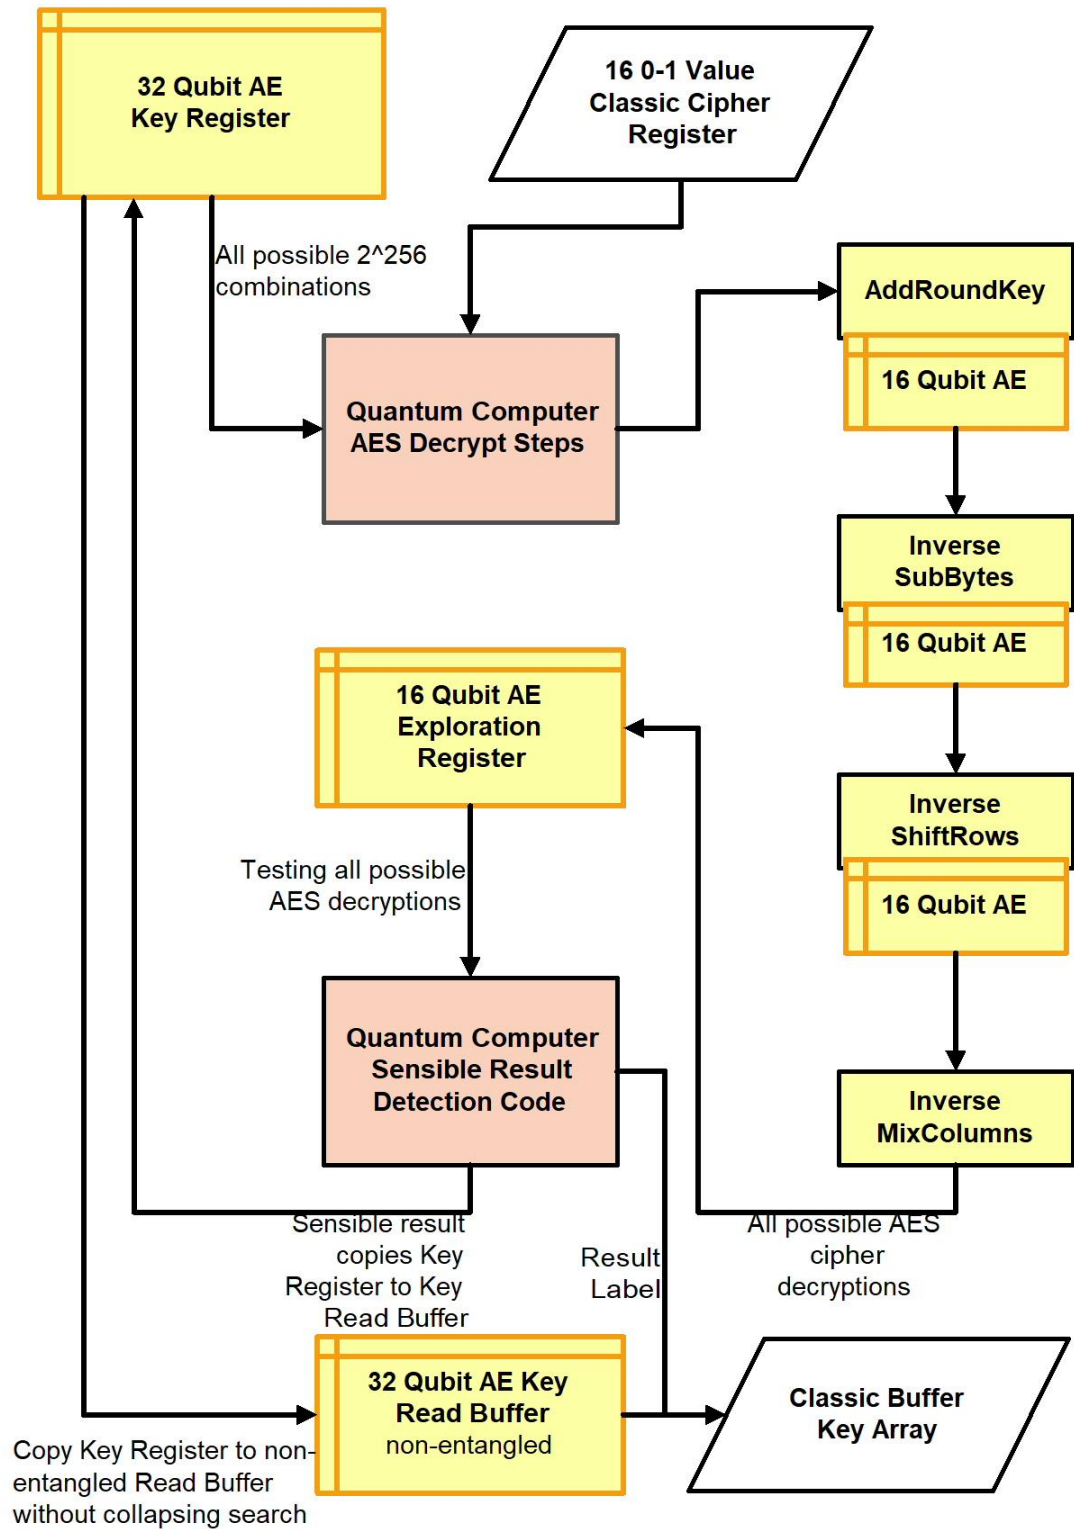 32 Qubit AE
Key Register
16 0-1 Value
Classic Cipher
Register
All possible 2^256
combinations
AddRoundKey
16 Qubit AE
Quantum Computer
AES Decrypt Steps
Inverse
SubBytes
16 Qubit AE
16 Qubit AE
Exploration
Register
Inverse
ShiftRows
16 Qubit AE
Testing all possible
AES decryptions
Quantum Computer
Sensible Result
Detection Code
Inverse
MixColumns
Sensible result
copies Key
Register to Key
Read Buffer
Result
Label
All possible AES
cipher
decryptions
32 Qubit AE Key
Read Buffer
non-entangled
Classic Buffer
Key Array
Copy Key Register to non-
entangled Read Buffer
without collapsing search